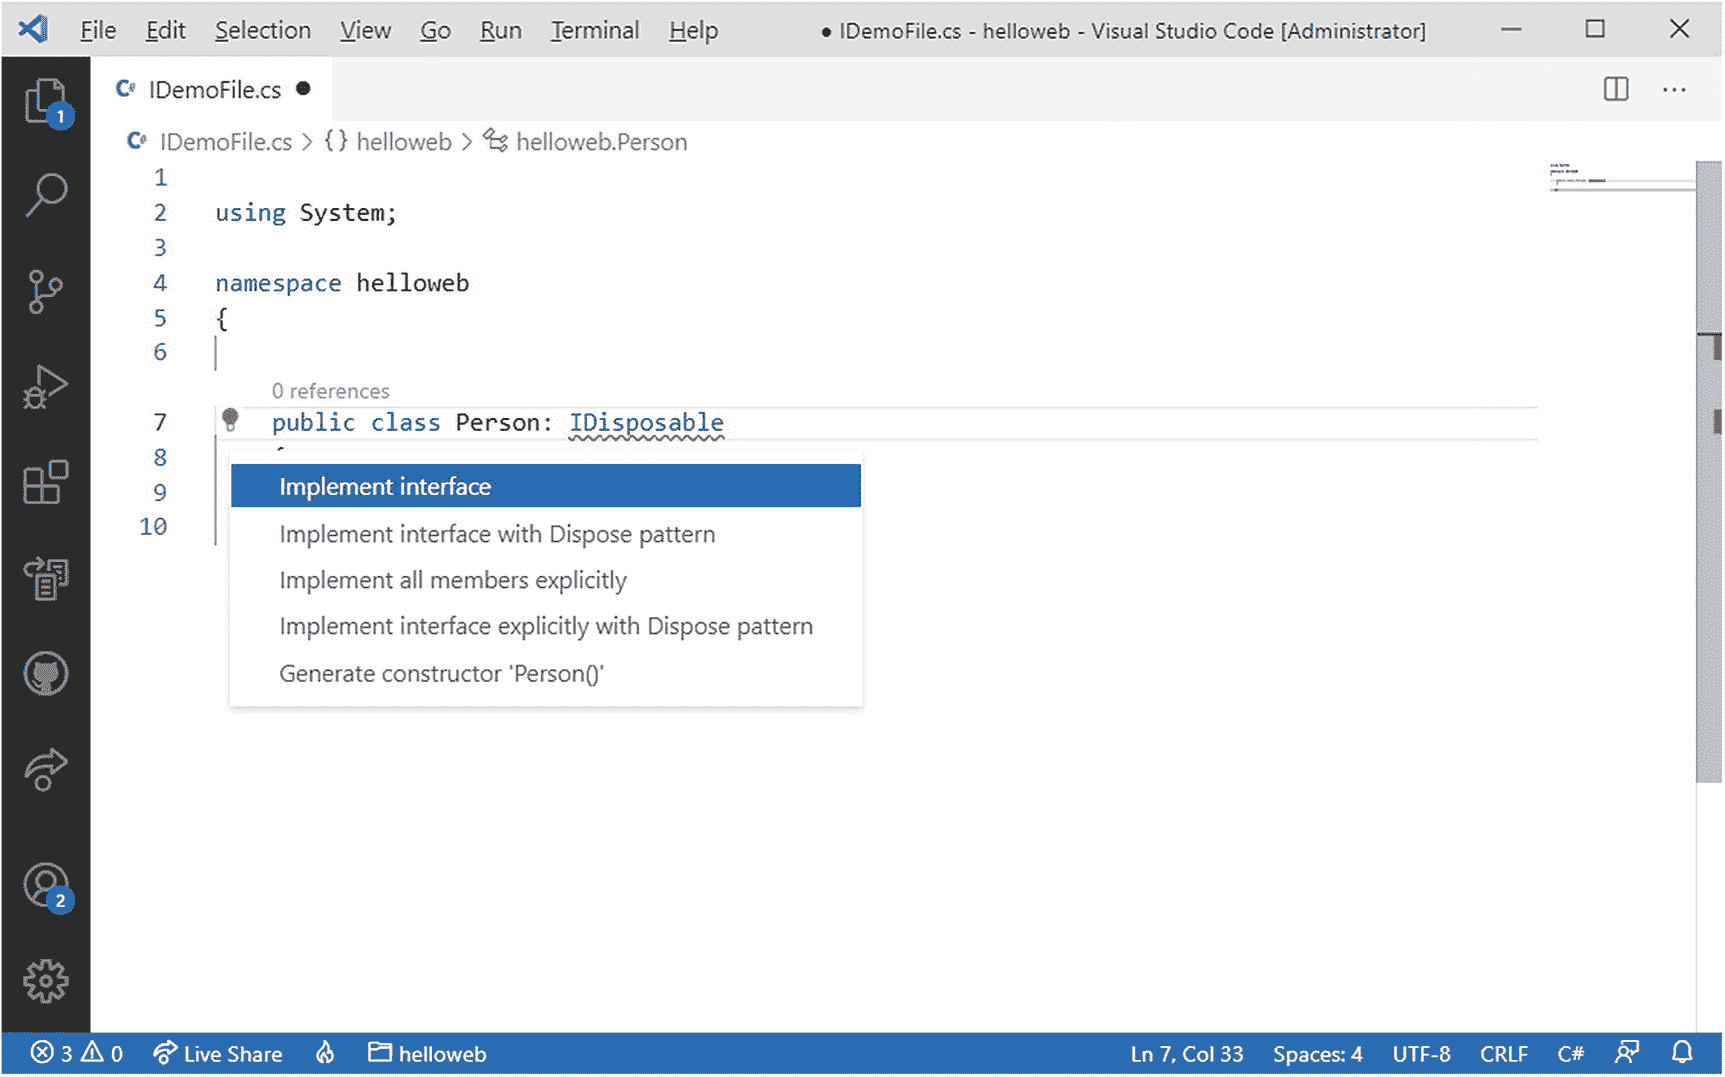 File Edit Selection View Go Run Terminal Help ● IDemoFile.cs - helloweb - Visual Studio Code [Administrator]
C# IDemoFile.cs ●
1
C# IDemoFile.cs > {} helloweb > helloweb.Person
1
2 using System;
3
4 namespace helloweb
5 {
6
0 references
7 public class Person: IDisposable
8
9
10
Implement interface
Implement interface with Dispose pattern
Implement all members explicitly
Implement interface explicitly with Dispose pattern
Generate constructor 'Person()'
2
3 0 Live Share helloweb Ln 7, Col 33 Spaces: 4 UTF-8 CRLF C#